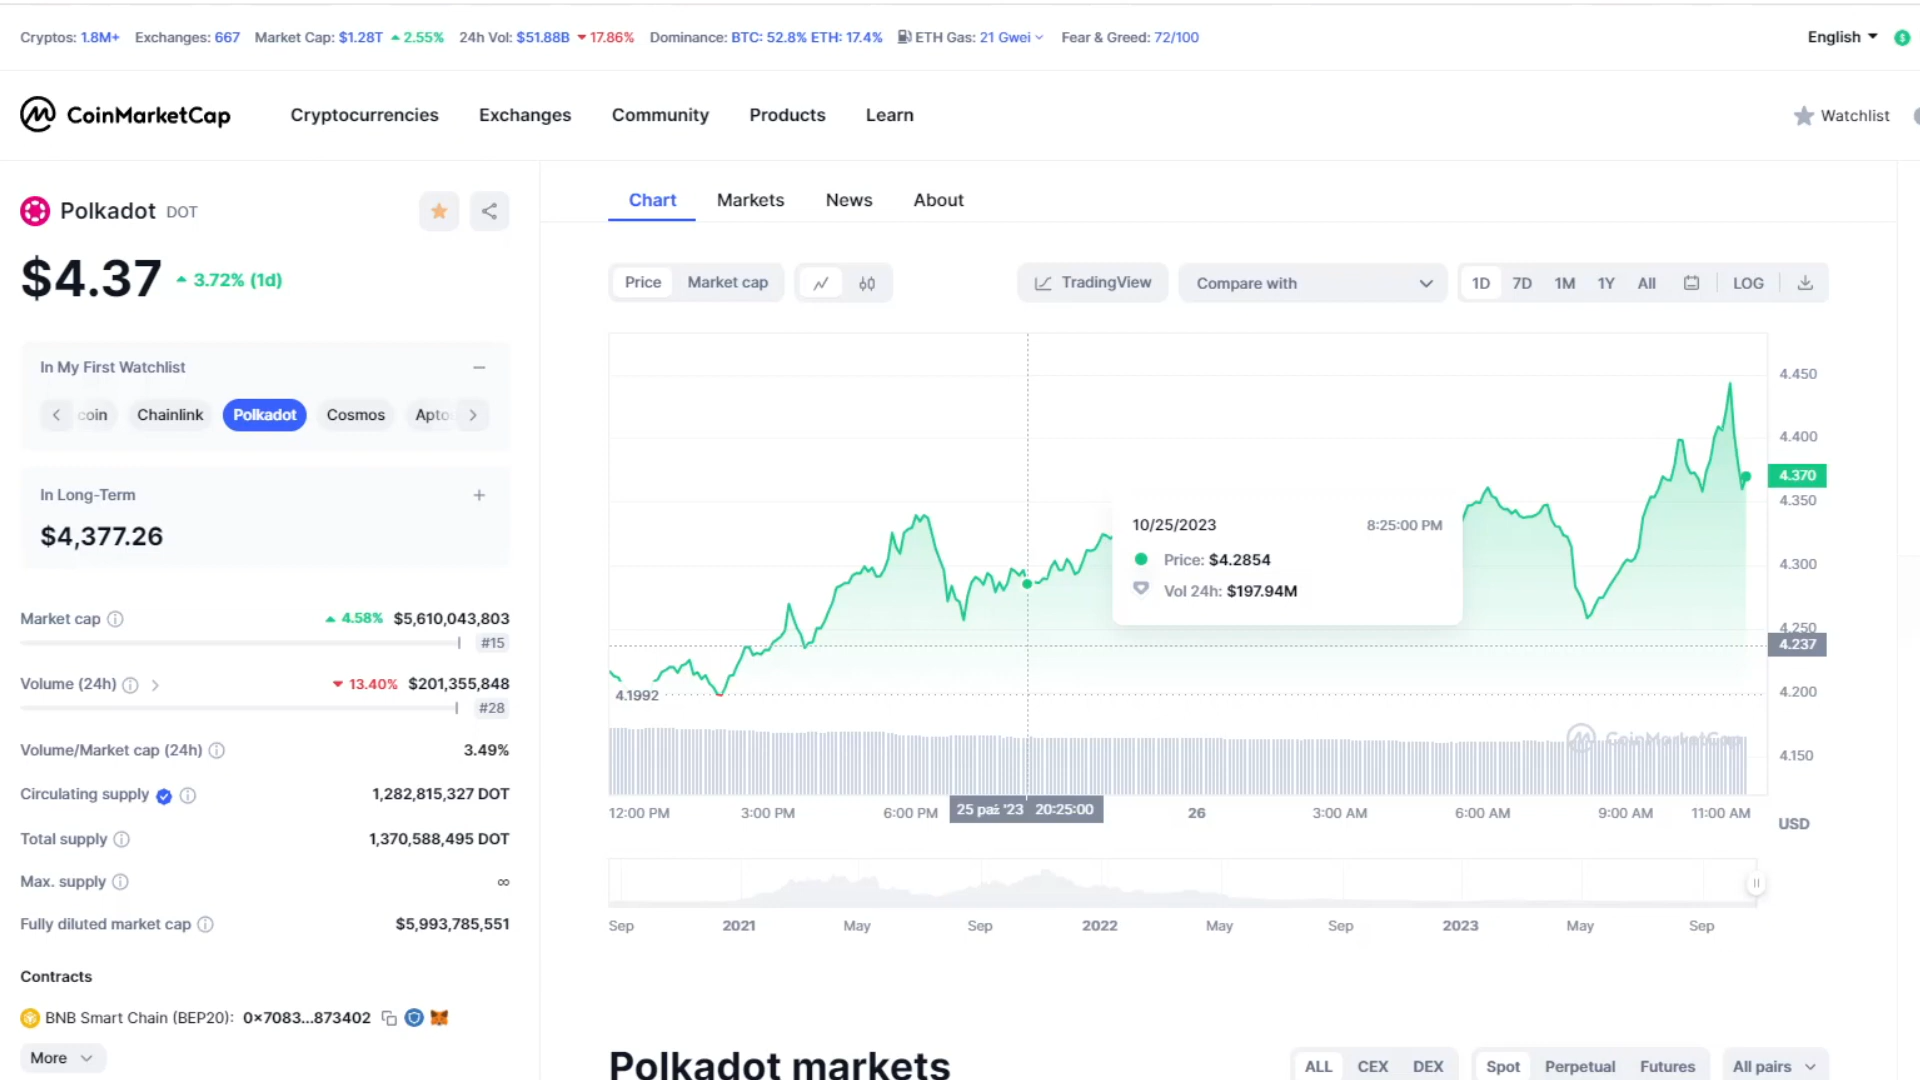 Cryptos: 1.8M+ Exchanges: 667 Market Cap: $1.28T 2.55% 24h Vol: $51.88B 17.86% Dominance: BTC: 52.8% ETH: 17.4% ETH Gas: 21 Gwei Fear & Greed: 72/100 English
CoinMarketCap Cryptocurrencies Exchanges Community Products Learn Watchlist
Polkadot DOT
$4.37 3.72% (1d)
In My First Watchlist
coin Chainlink Polkadot Cosmos Apto
In Long-Term
$4,377.26
Market cap 4.58% $5,610,043,803
#15
Volume (24h) 13.40% $201,355,848
#28
Volume/Market cap (24h) 3.49%
Circulating supply 1,282,815,327 DOT
Total supply 1,370,588,495 DOT
Max. supply ∞
Fully diluted market cap $5,993,785,551
Contracts
BNB Smart Chain (BEP20): 0x7083...873402
More
Chart Markets News About
Price Market cap TradingView Compare with 1D 7D 1M 1Y All LOG
4.450
4.400
4.370
4.350
4.300
4.250
4.237
4.200
4.150
10/25/2023 8:25:00 PM
Price: $4.2854
Vol 24h: $197.94M
4.1992
CoinMarketCap
12:00 PM 3:00 PM 6:00 PM 25 paź '23 20:25:00 26 3:00 AM 6:00 AM 9:00 AM 11:00 AM
USD
Sep 2021 May Sep 2022 May Sep 2023 May Sep
Polkadot markets ALL CEX DEX Spot Perpetual Futures All pairs